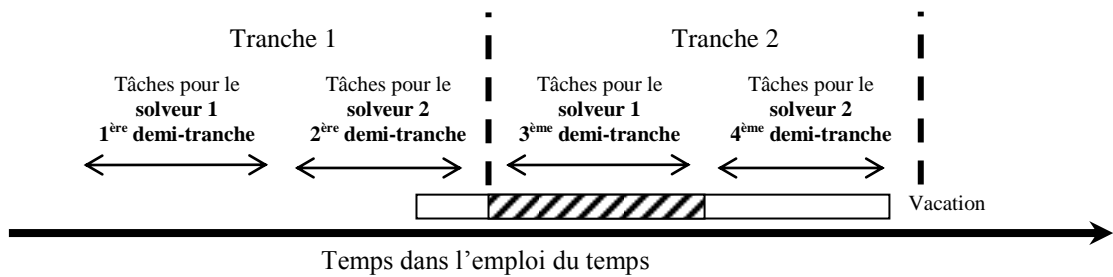 Tranche 1
Tranche 2
Tâches pour le
solveur 1
1ère demi-tranche
Tâches pour le
solveur 2
2ère demi-tranche
Tâches pour le
solveur 1
3ème demi-tranche
Tâches pour le
solveur 2
4ème demi-tranche
Vacation
Temps dans l’emploi du temps